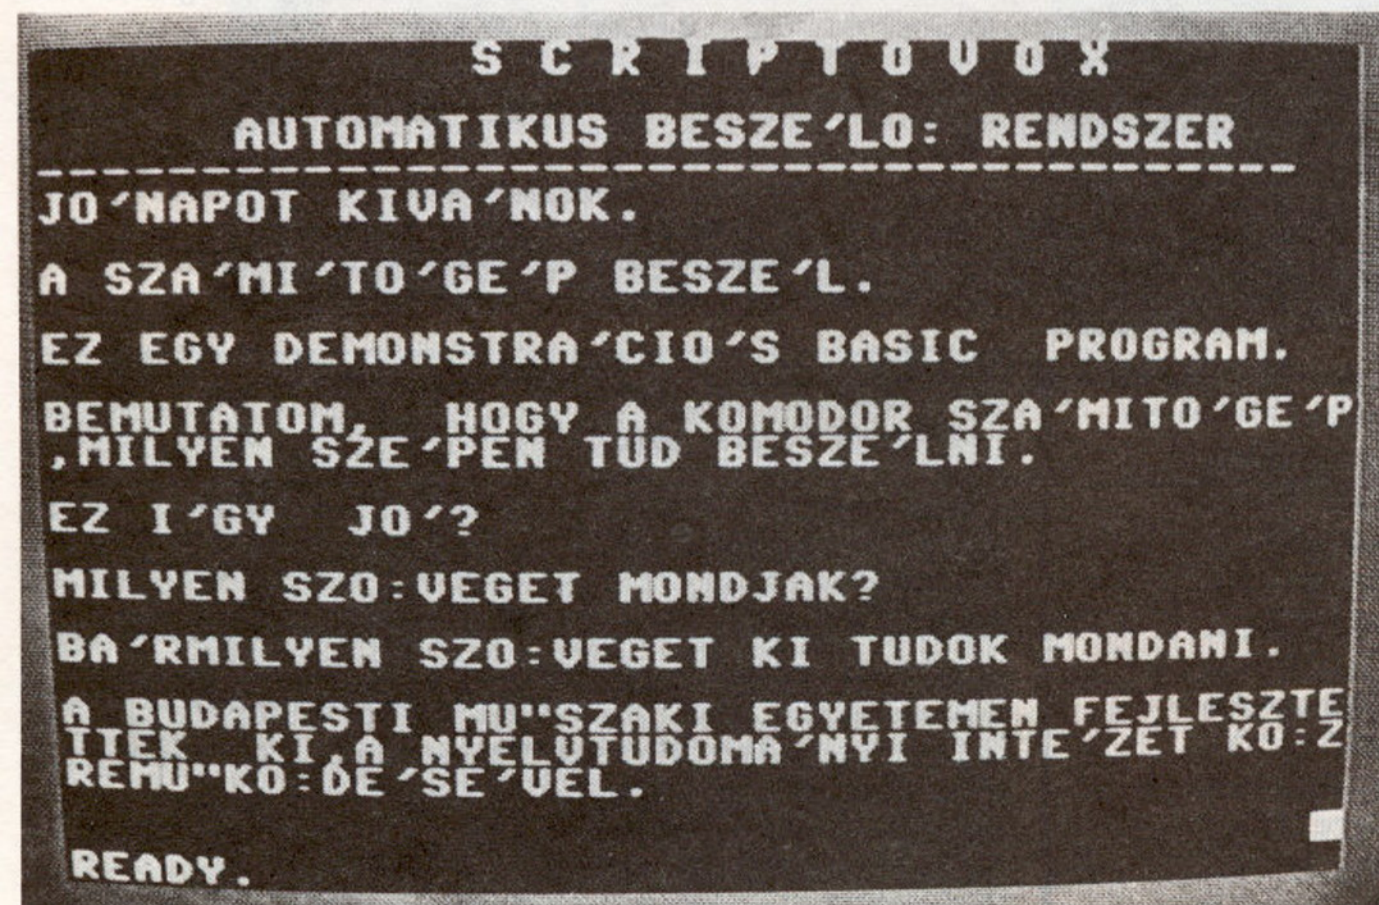 S C R I P T O V O X
AUTOMATIKUS BESZE'LO: RENDSZER
JO'NAPOT KIVA'NOK.
A SZA'MI'TO'GE'P BESZE'L.
EZ EGY DEMONSTRA'CIO'S BASIC PROGRAM.
BEMUTATOM, HOGY A KOMODOR SZA'MITO'GE'P
,MILYEN SZE'PEN TUD BESZE'LNI.
EZ I'GY JO'?
MILYEN SZO:VEGET MONDJAK?
BA'RMILYEN SZO:VEGET KI TUDOK MONDANI.
A BUDAPESTI MU"SZAKI EGYETEMEN FEJLESZTE
TTEK KI,A NYELVTUDOMA'NYI INTE'ZET KO:Z
REMU"KO:DE'SE'VEL.
READY.